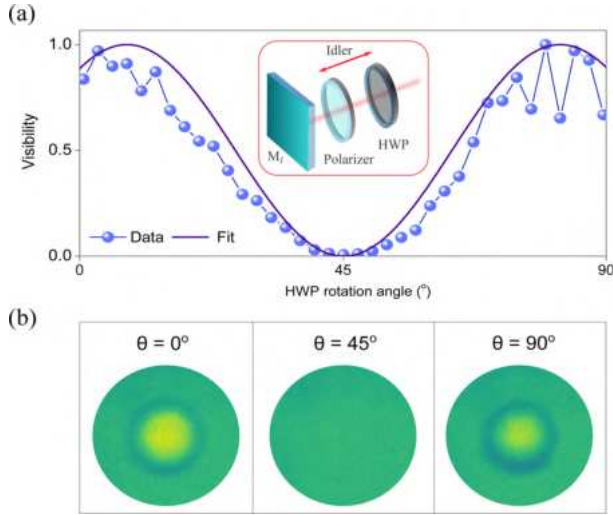 (a)
1.0
0.5
0.0
Visibility
Idler
M_I
Polarizer
HWP
Data
Fit
0
45
90
HWP rotation angle (°)
(b)
θ = 0°
θ = 45°
θ = 90°